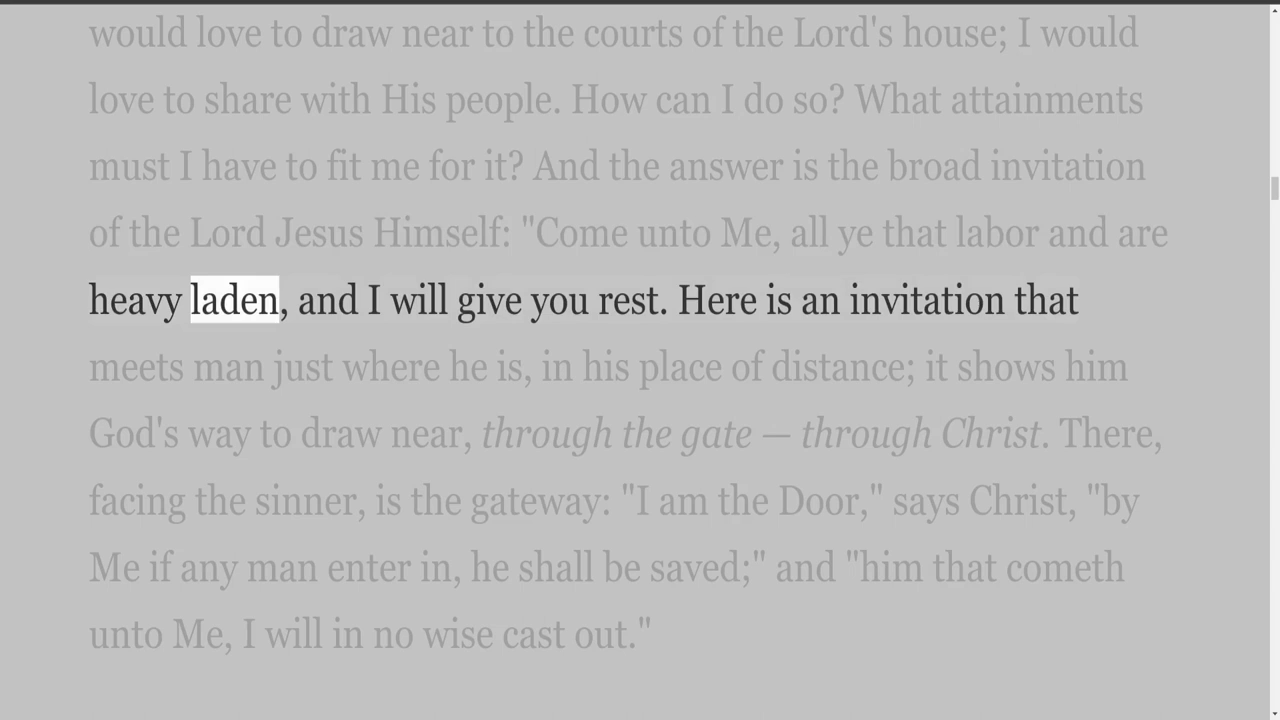 would love to draw near to the courts of the Lord's house; I would
love to share with His people. How can I do so? What attainments
must I have to fit me for it? And the answer is the broad invitation
of the Lord Jesus Himself: "Come unto Me, all ye that labor and are
heavy laden, and I will give you rest. Here is an invitation that
meets man just where he is, in his place of distance; it shows him
God's way to draw near, through the gate — through Christ. There,
facing the sinner, is the gateway: "I am the Door," says Christ, "by
Me if any man enter in, he shall be saved;" and "him that cometh
unto Me, I will in no wise cast out."